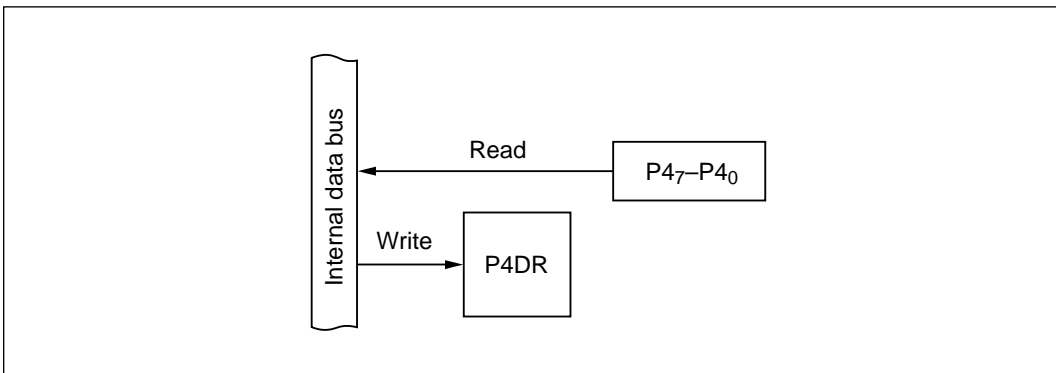 Internal data bus
Read
P4₇–P4₀
Write
P4DR